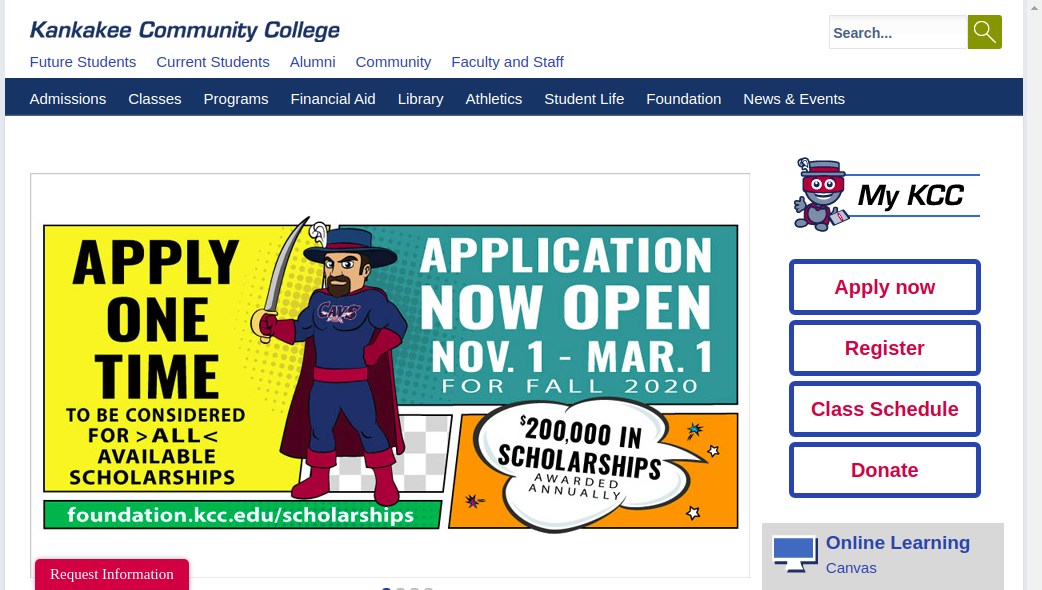 Kankakee Community College
Search...
Future Students Current Students Alumni Community Faculty and Staff
Admissions Classes Programs Financial Aid Library Athletics Student Life Foundation News & Events
APPLY
ONE
TIME
TO BE CONSIDERED
FOR >ALL<
AVAILABLE
SCHOLARSHIPS
foundation.kcc.edu/scholarships
CAVS
APPLICATION
NOW OPEN
NOV. 1 - MAR. 1
FOR FALL 2020
$200,000 IN
SCHOLARSHIPS
AWARDED
ANNUALLY
My KCC
Apply now
Register
Class Schedule
Donate
Online Learning
Canvas
Request Information